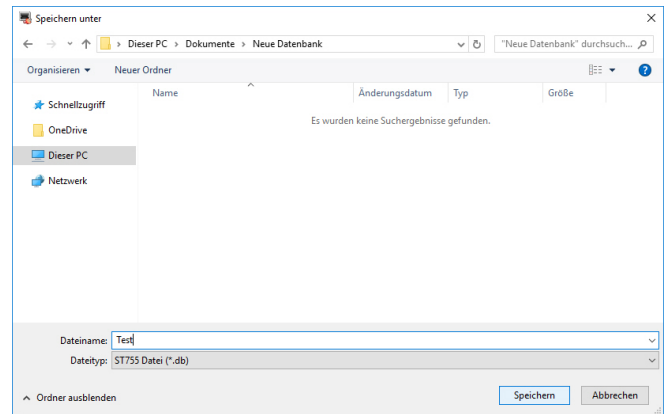 Speichern unter
Dieser PC > Dokumente > Neue Datenbank
"Neue Datenbank" durchsuch...
Organisieren Neuer Ordner
Name Änderungsdatum Typ Größe
Es wurden keine Suchergebnisse gefunden.
Schnellzugriff
OneDrive
Dieser PC
Netzwerk
Dateiname: Test
Dateityp: ST755 Datei (*.db)
Ordner ausblenden
Speichern Abbrechen